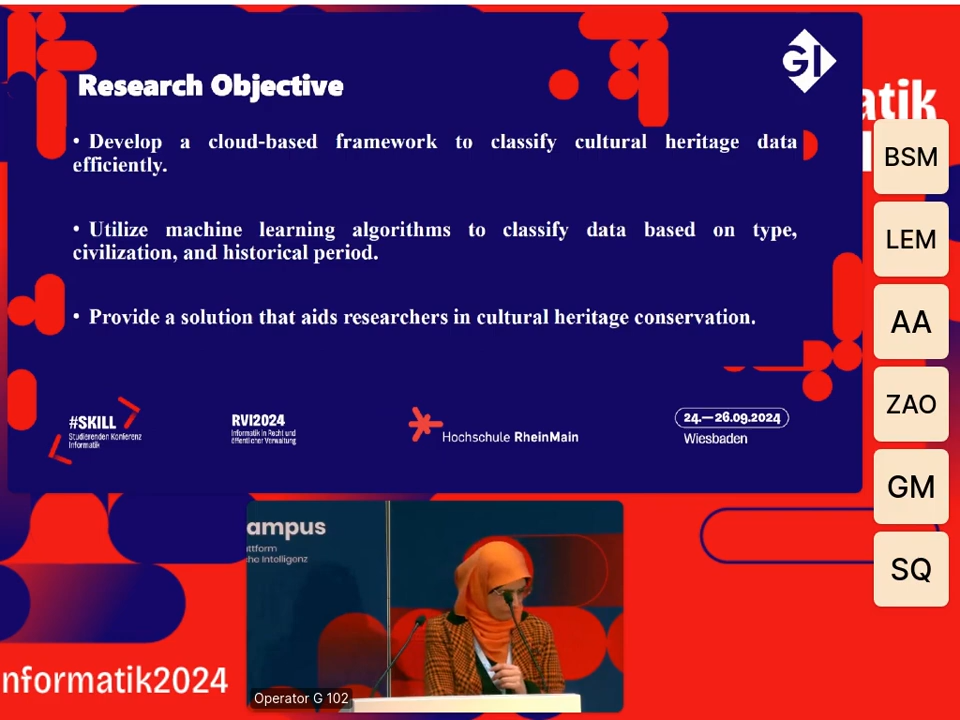 GI
Research Objective
• Develop a cloud-based framework to classify cultural heritage data
efficiently.
• Utilize machine learning algorithms to classify data based on type,
civilization, and historical period.
• Provide a solution that aids researchers in cultural heritage conservation.
#SKILL
Studierenden Konferenz
Informatik
RVI2024
Informatik in Recht und
öffentlicher Verwaltung
Hochschule RheinMain
24.—26.09.2024
Wiesbaden
atik
BSM
LEM
AA
ZAO
GM
SQ
ampus
ttform
he Intelligenz
Operator G 102
nformatik2024